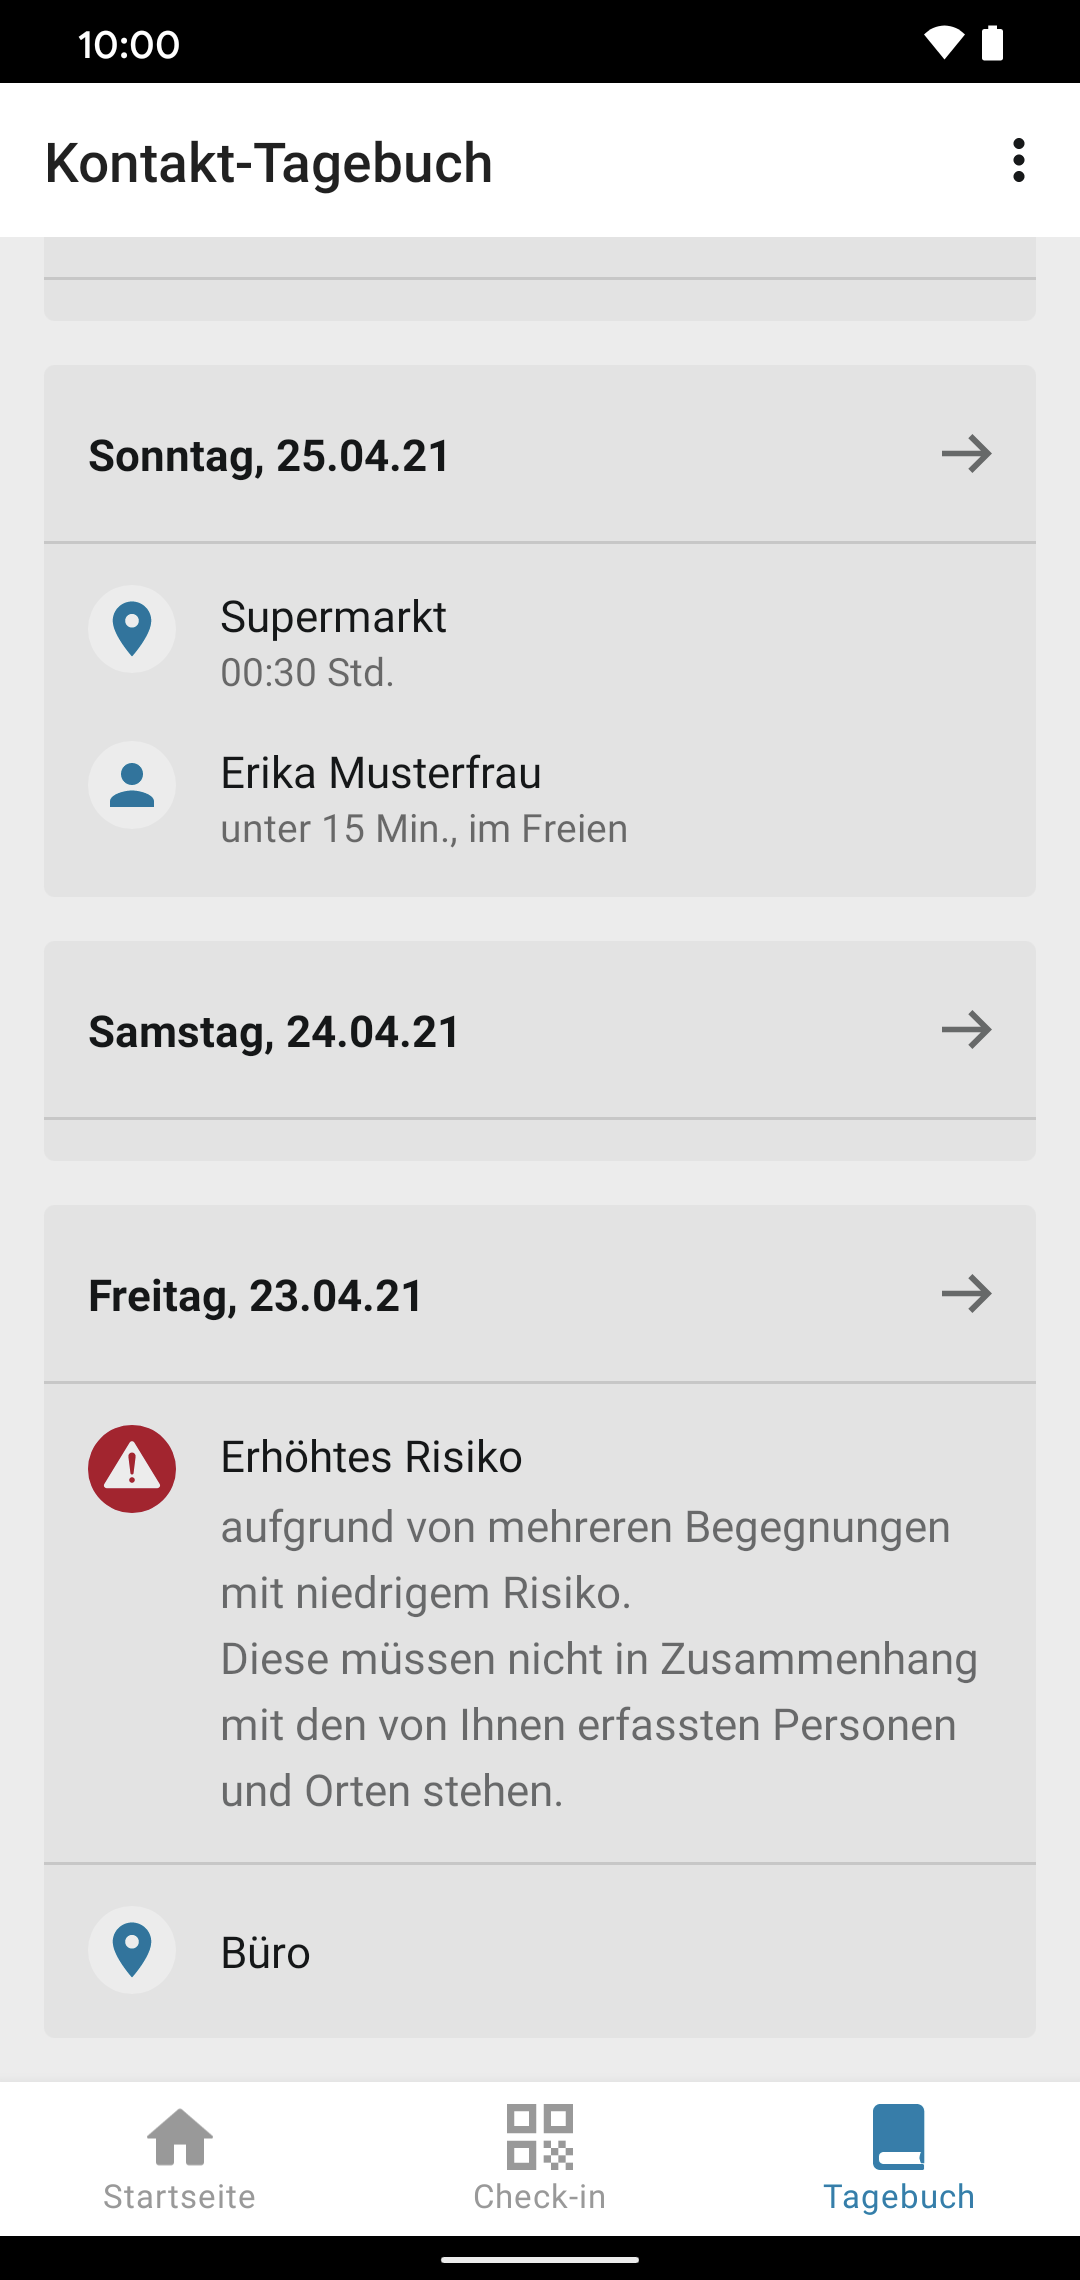 10:00
Kontakt-Tagebuch
Sonntag, 25.04.21
Supermarkt
00:30 Std.
Erika Musterfrau
unter 15 Min., im Freien
Samstag, 24.04.21
Freitag, 23.04.21
Erhöhtes Risiko
aufgrund von mehreren Begegnungen
mit niedrigem Risiko.
Diese müssen nicht in Zusammenhang
mit den von Ihnen erfassten Personen
und Orten stehen.
Büro
Startseite
Check-in
Tagebuch